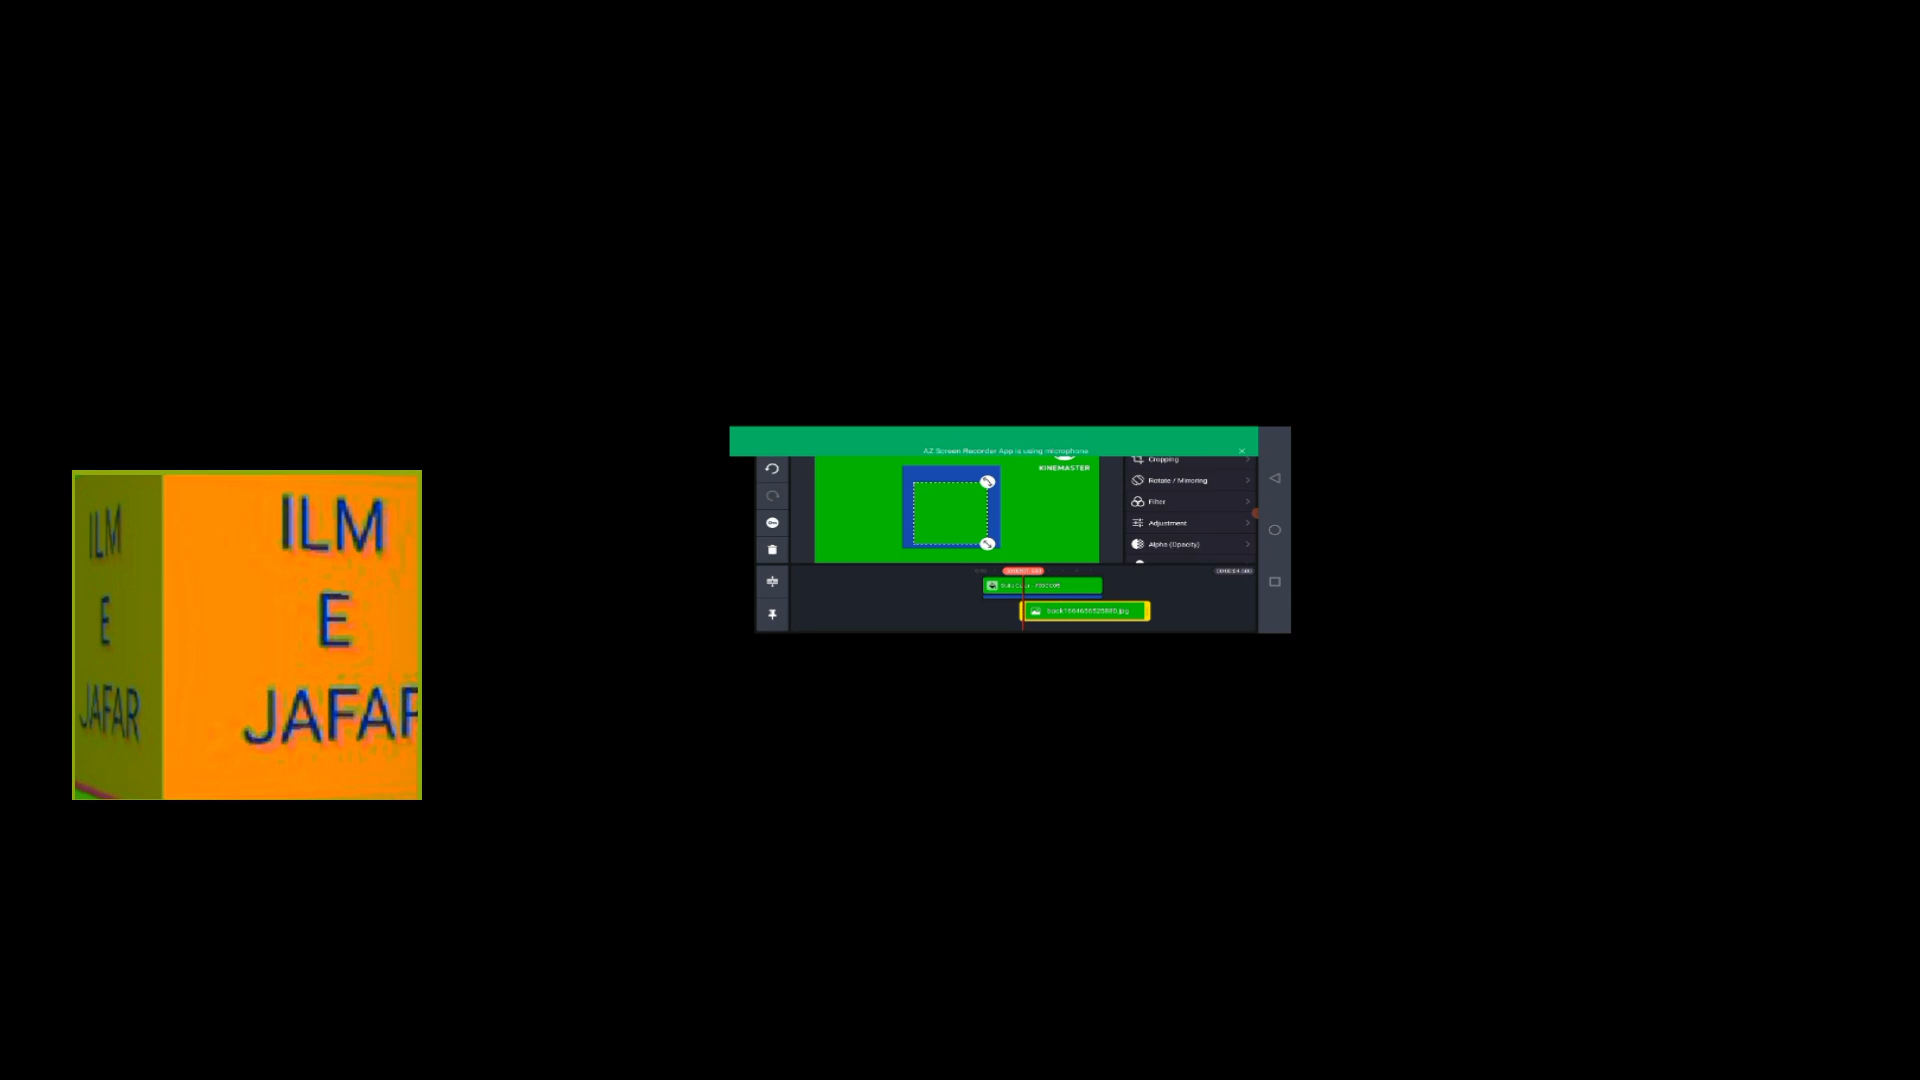 ILM
E
JAFAR
ILM
E
JAFAR
AZ Screen Recorder App is using microphone
KINEMASTER
Cropping
Rotate / Mirroring
Filter
Adjustment
Alpha (Opacity)